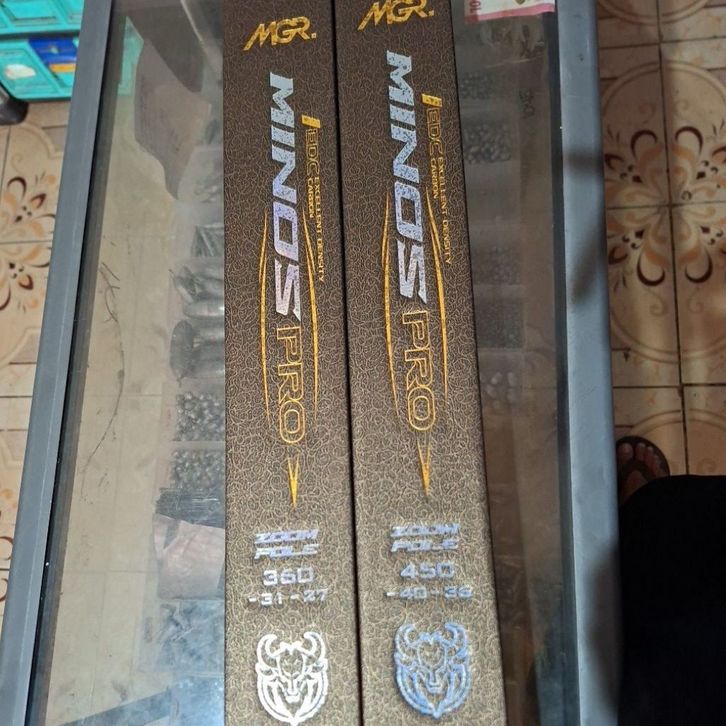 MGR.
MINOS PRO
EDC EXCELLENT DENSITY CARBON
ZOOM
POLE
360
-31-27
MGR.
MINOS PRO
EDC EXCELLENT DENSITY CARBON
ZOOM
POLE
450
-40-36